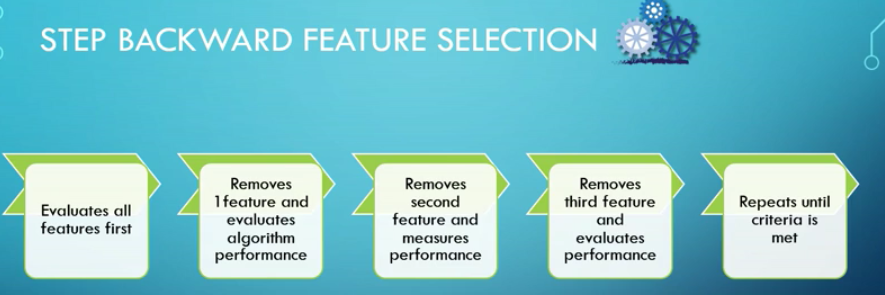 STEP BACKWARD FEATURE SELECTION
Evaluates all
features first
Removes
1feature and
evaluates
algorithm
performance
Removes
second
feature and
measures
performance
Removes
third feature
and
evaluates
performance
Repeats until
criteria is
met